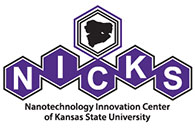 NICKS
Nanotechnology Innovation Center
of Kansas State University